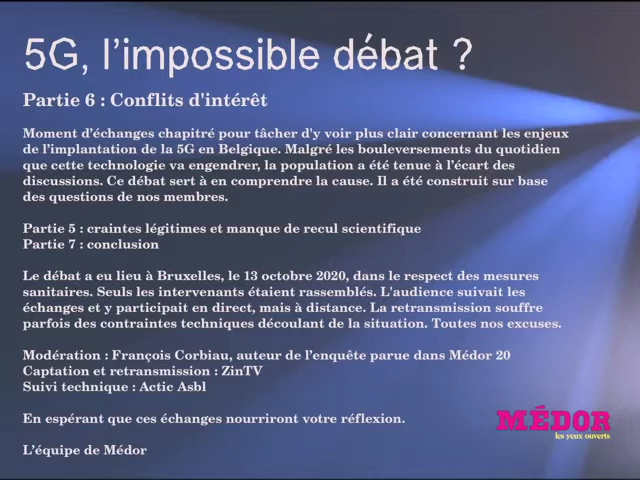 5G, l'impossible débat ?
Partie 6 : Conflits d'intérêt
Moment d'échanges chapitré pour tâcher d'y voir plus clair concernant les enjeux
de l'implantation de la 5G en Belgique. Malgré les bouleversements du quotidien
que cette technologie va engendrer, la population a été tenue à l'écart des
discussions. Ce débat sert à en comprendre la cause. Il a été construit sur base
des questions de nos membres.
Partie 5 : craintes légitimes et manque de recul scientifique
Partie 7 : conclusion
Le débat a eu lieu à Bruxelles, le 13 octobre 2020, dans le respect des mesures
sanitaires. Seuls les intervenants étaient rassemblés. L'audience suivait les
échanges et y participait en direct, mais à distance. La retransmission souffre
parfois des contraintes techniques découlant de la situation. Toutes nos excuses.
Modération : François Corbiau, auteur de l'enquête parue dans Médor 20
Captation et retransmission : ZinTV
Suivi technique : Actic Asbl
En espérant que ces échanges nourriront votre réflexion.
MÉDOR
les yeux ouverts
L'équipe de Médor